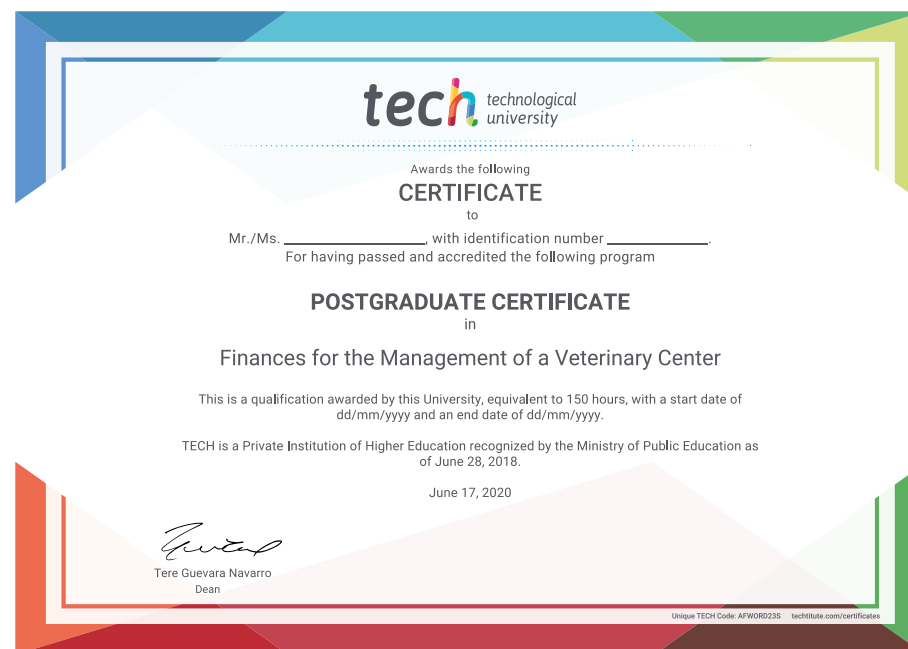 tech technological
university
Awards the following
CERTIFICATE
to
Mr./Ms. ____________________, with identification number ______________.
For having passed and accredited the following program
POSTGRADUATE CERTIFICATE
in
Finances for the Management of a Veterinary Center
This is a qualification awarded by this University, equivalent to 150 hours, with a start date of
dd/mm/yyyy and an end date of dd/mm/yyyy.
TECH is a Private Institution of Higher Education recognized by the Ministry of Public Education as
of June 28, 2018.
June 17, 2020
Tere Guevara Navarro
Dean
Unique TECH Code: AFWORD23S techtitute.com/certificates